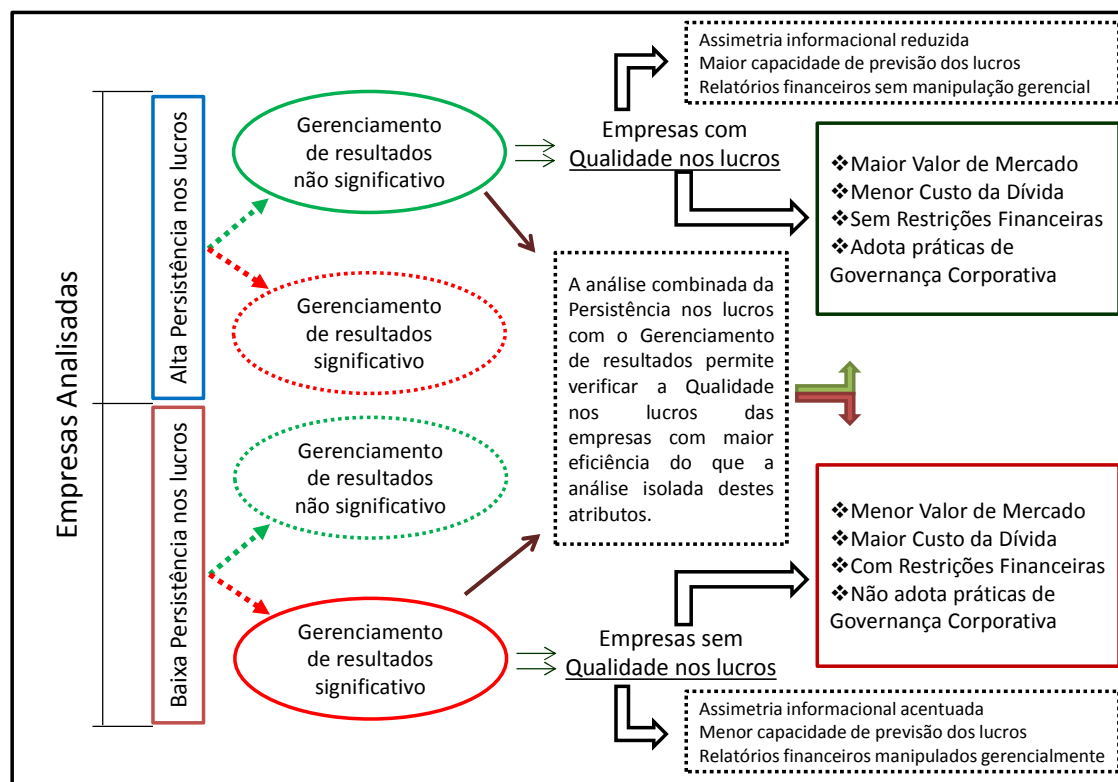 Empresas Analisadas
Alta Persistência nos lucros
Baixa Persistência nos lucros
Gerenciamento
de resultados
não significativo
Gerenciamento
de resultados
significativo
Gerenciamento
de resultados
não significativo
Gerenciamento
de resultados
significativo
Assimetria informacional reduzida
Maior capacidade de previsão dos lucros
Relatórios financeiros sem manipulação gerencial
Empresas com
Qualidade nos lucros
❖Maior Valor de Mercado
❖Menor Custo da Dívida
❖Sem Restrições Financeiras
❖Adota práticas de
Governança Corporativa
A análise combinada da
Persistência nos lucros
com o Gerenciamento
de resultados permite
verificar a Qualidade
nos lucros das
empresas com maior
eficiência do que a
análise isolada destes
atributos.
❖Menor Valor de Mercado
❖Maior Custo da Dívida
❖Com Restrições Financeiras
❖Não adota práticas de
Governança Corporativa
Empresas sem
Qualidade nos lucros
Assimetria informacional acentuada
Menor capacidade de previsão dos lucros
Relatórios financeiros manipulados gerencialmente